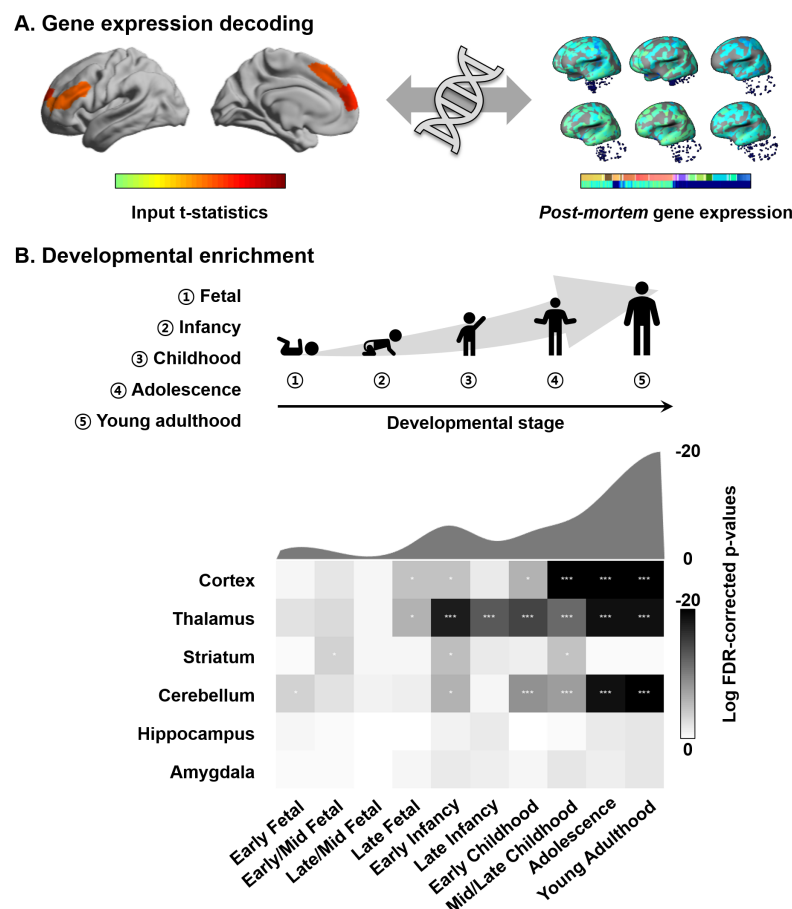 A. Gene expression decoding
Input t-statistics
Post-mortem gene expression
B. Developmental enrichment
① Fetal
② Infancy
③ Childhood
④ Adolescence
⑤ Young adulthood
① ② ③ ④ ⑤
Developmental stage
-20
0
-20
0
Log FDR-corrected p-values
Cortex * * * *** *** ***
Thalamus * *** *** *** *** *** ***
Striatum * * *
Cerebellum * * *** *** *** ***
Hippocampus
Amygdala
Early Fetal
Early/Mid Fetal
Late/Mid Fetal
Late Fetal
Early Infancy
Late Infancy
Early Childhood
Mid/Late Childhood
Adolescence
Young Adulthood